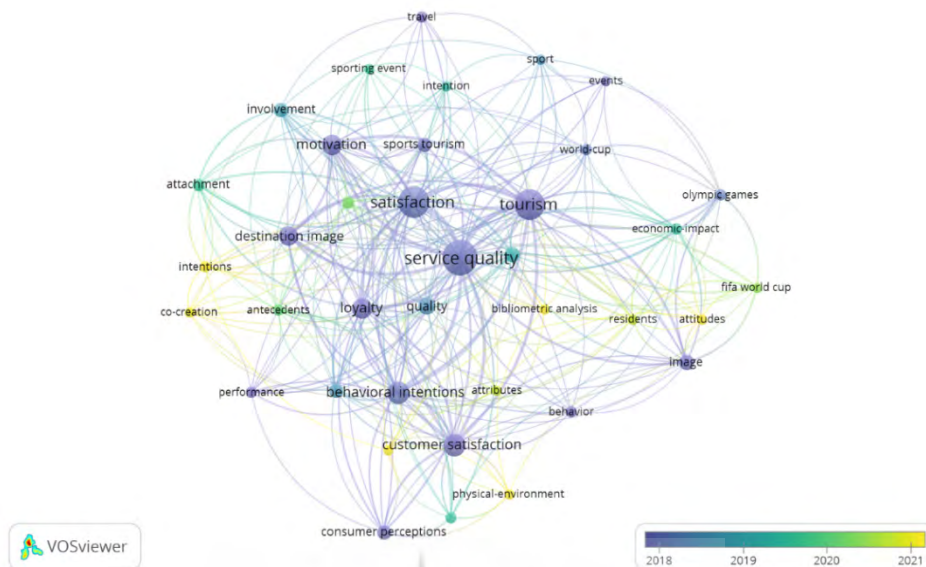 travel
sport
sporting event
events
intention
involvement
motivation
sports tourism
world-cup
attachment
olympic games
satisfaction
tourism
economic-impact
destination image
service quality
intentions
fifa world cup
co-creation
antecedents
loyalty
quality
bibliometric analysis
residents
attitudes
image
performance
behavioral intentions
attributes
behavior
customer satisfaction
physical-environment
consumer perceptions
VOSviewer
2018 2019 2020 2021